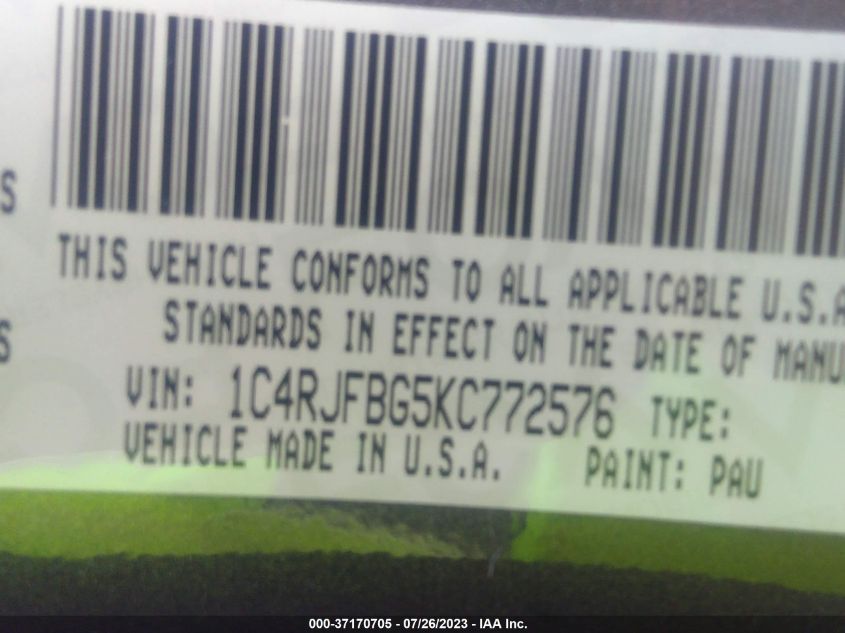 S
THIS VEHICLE CONFORMS TO ALL APPLICABLE U.S.A
S
STANDARDS IN EFFECT ON THE DATE OF MANU
VIN: 1C4RJFBG5KC772576 TYPE:
VEHICLE MADE IN U.S.A. PAINT: PAU
000-37170705 - 07/26/2023 - IAA Inc.